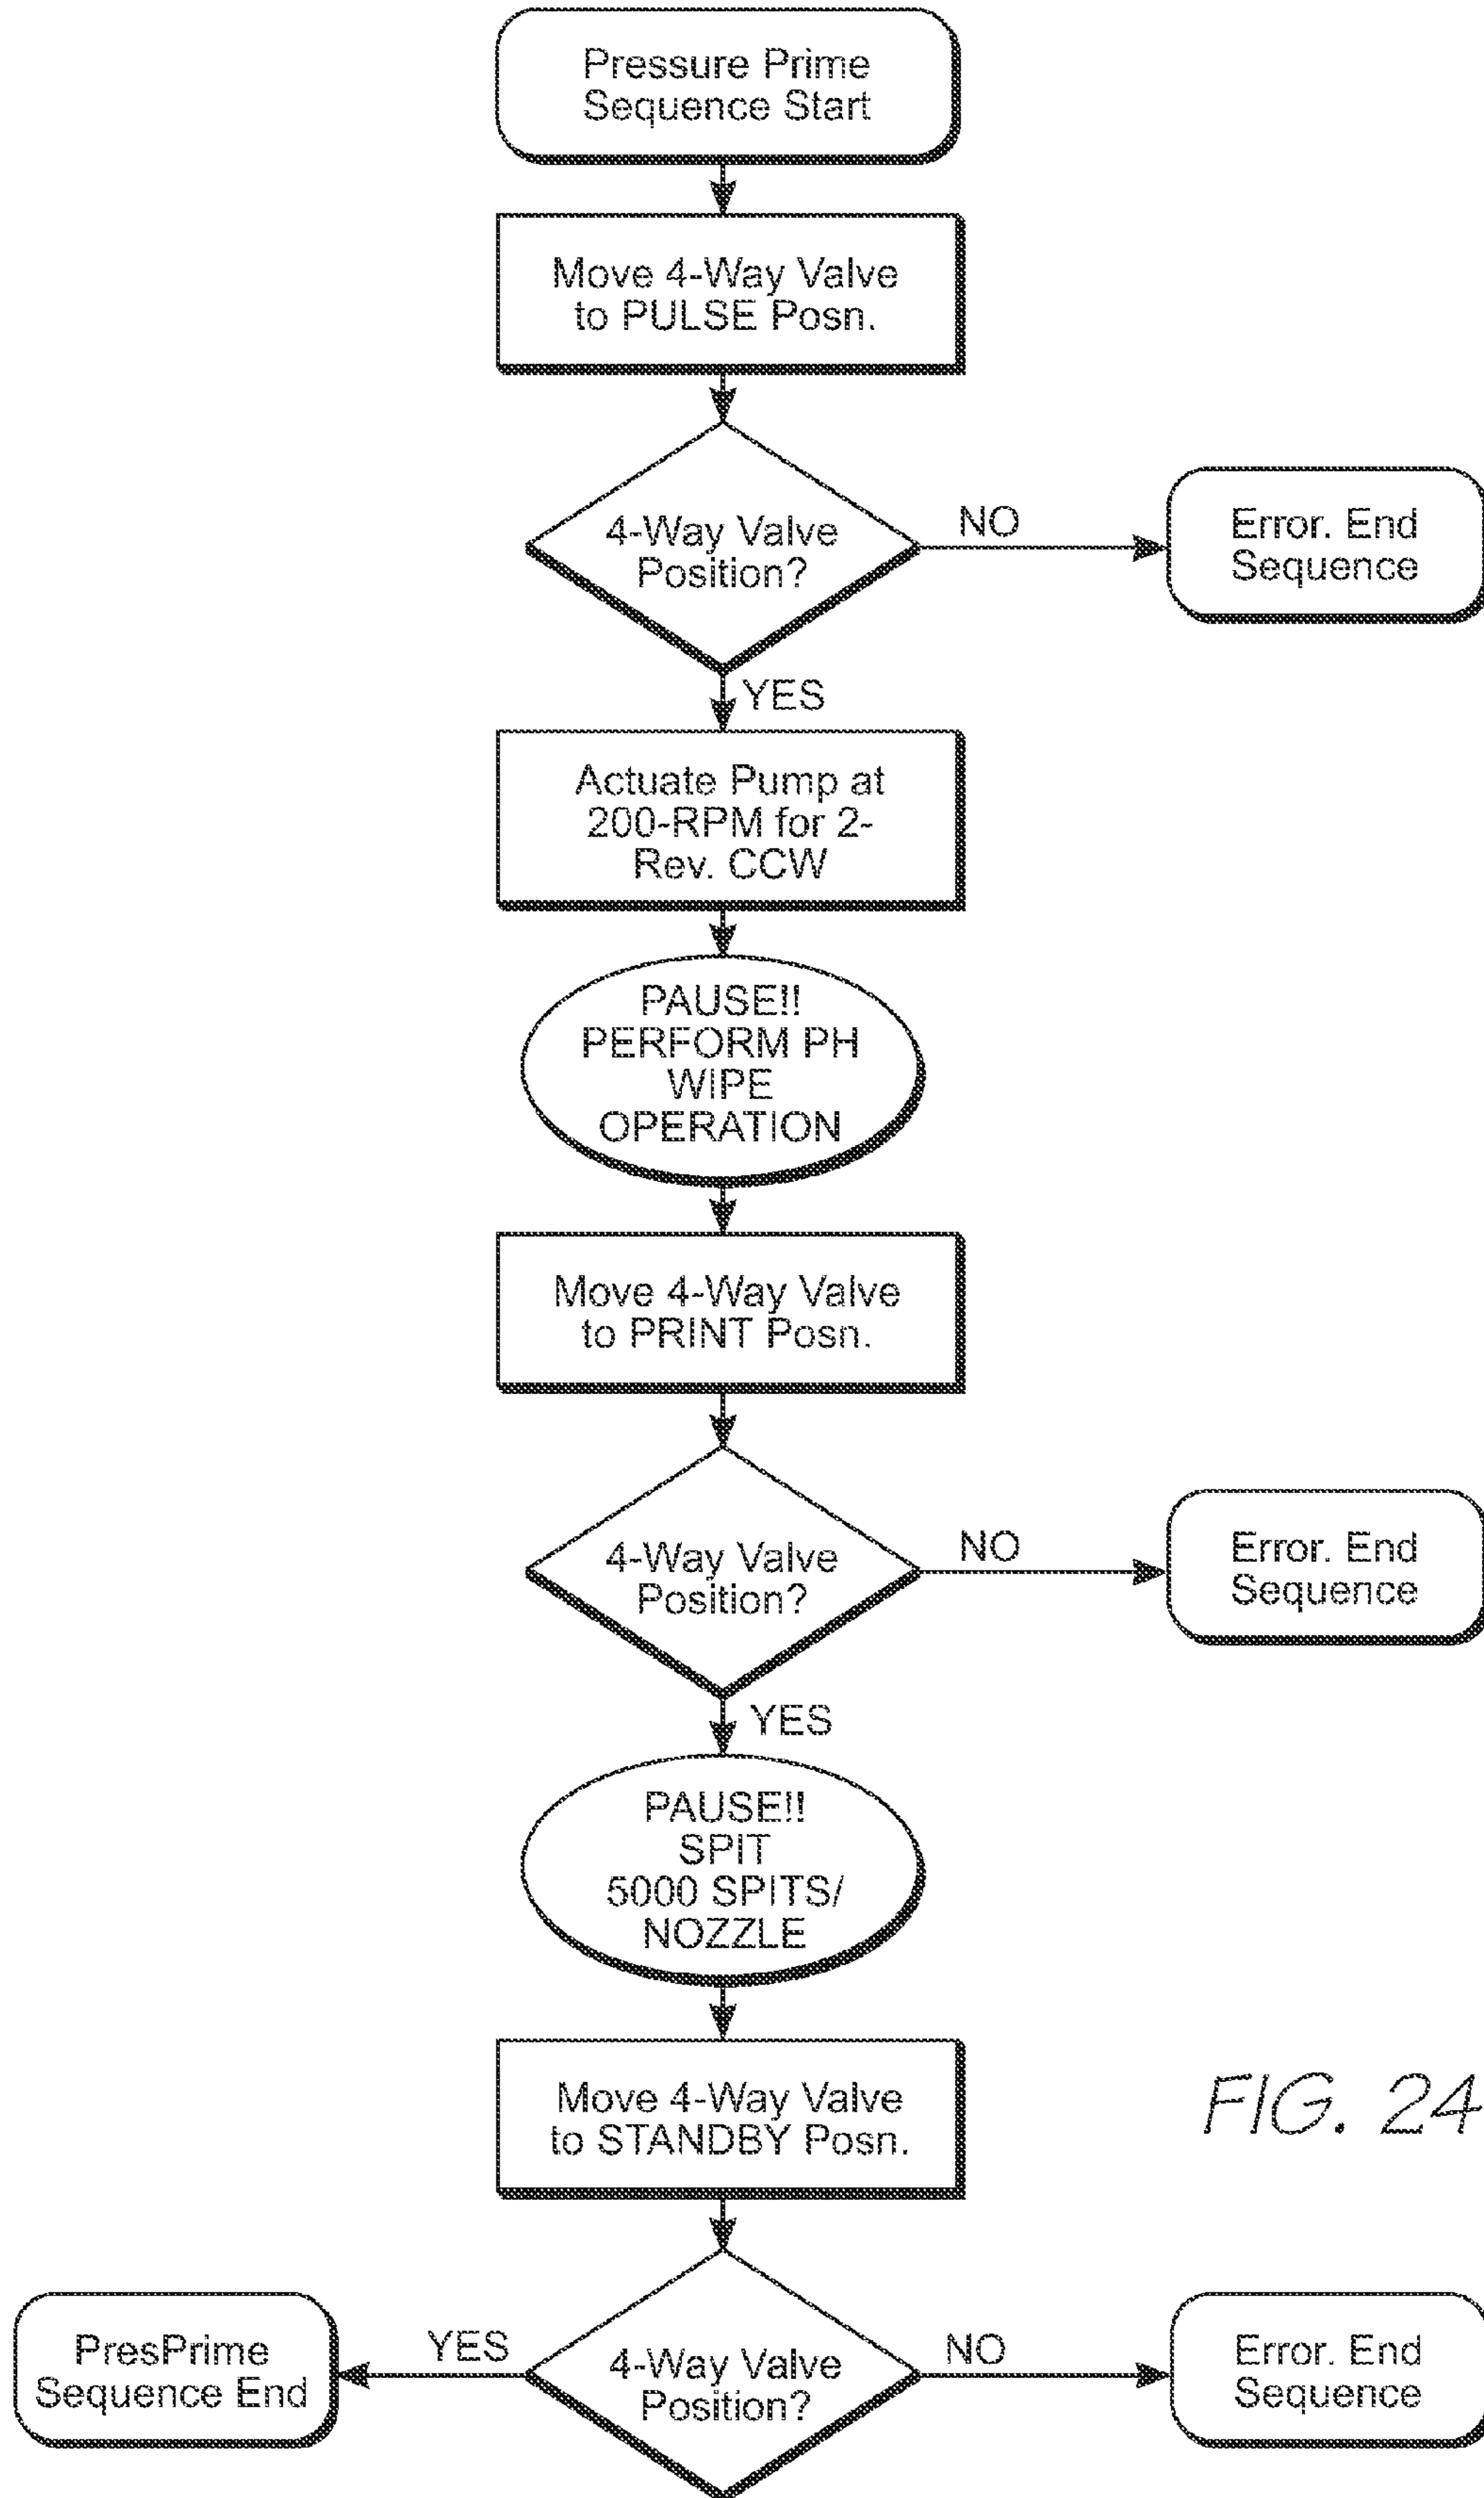 Pressure Prime
Sequence Start
Move 4-Way Valve
to PULSE Posn.
4-Way Valve
Position?
NO
Error. End
Sequence
YES
Actuate Pump at
200-RPM for 2-
Rev. CCW
PAUSE!!
PERFORM PH
WIPE
OPERATION
Move 4-Way Valve
to PRINT Posn.
4-Way Valve
Position?
NO
Error. End
Sequence
YES
PAUSE!!
SPIT
5000 SPITS/
NOZZLE
Move 4-Way Valve
to STANDBY Posn.
FIG. 24
PresPrime
Sequence End
YES
4-Way Valve
Position?
NO
Error. End
Sequence